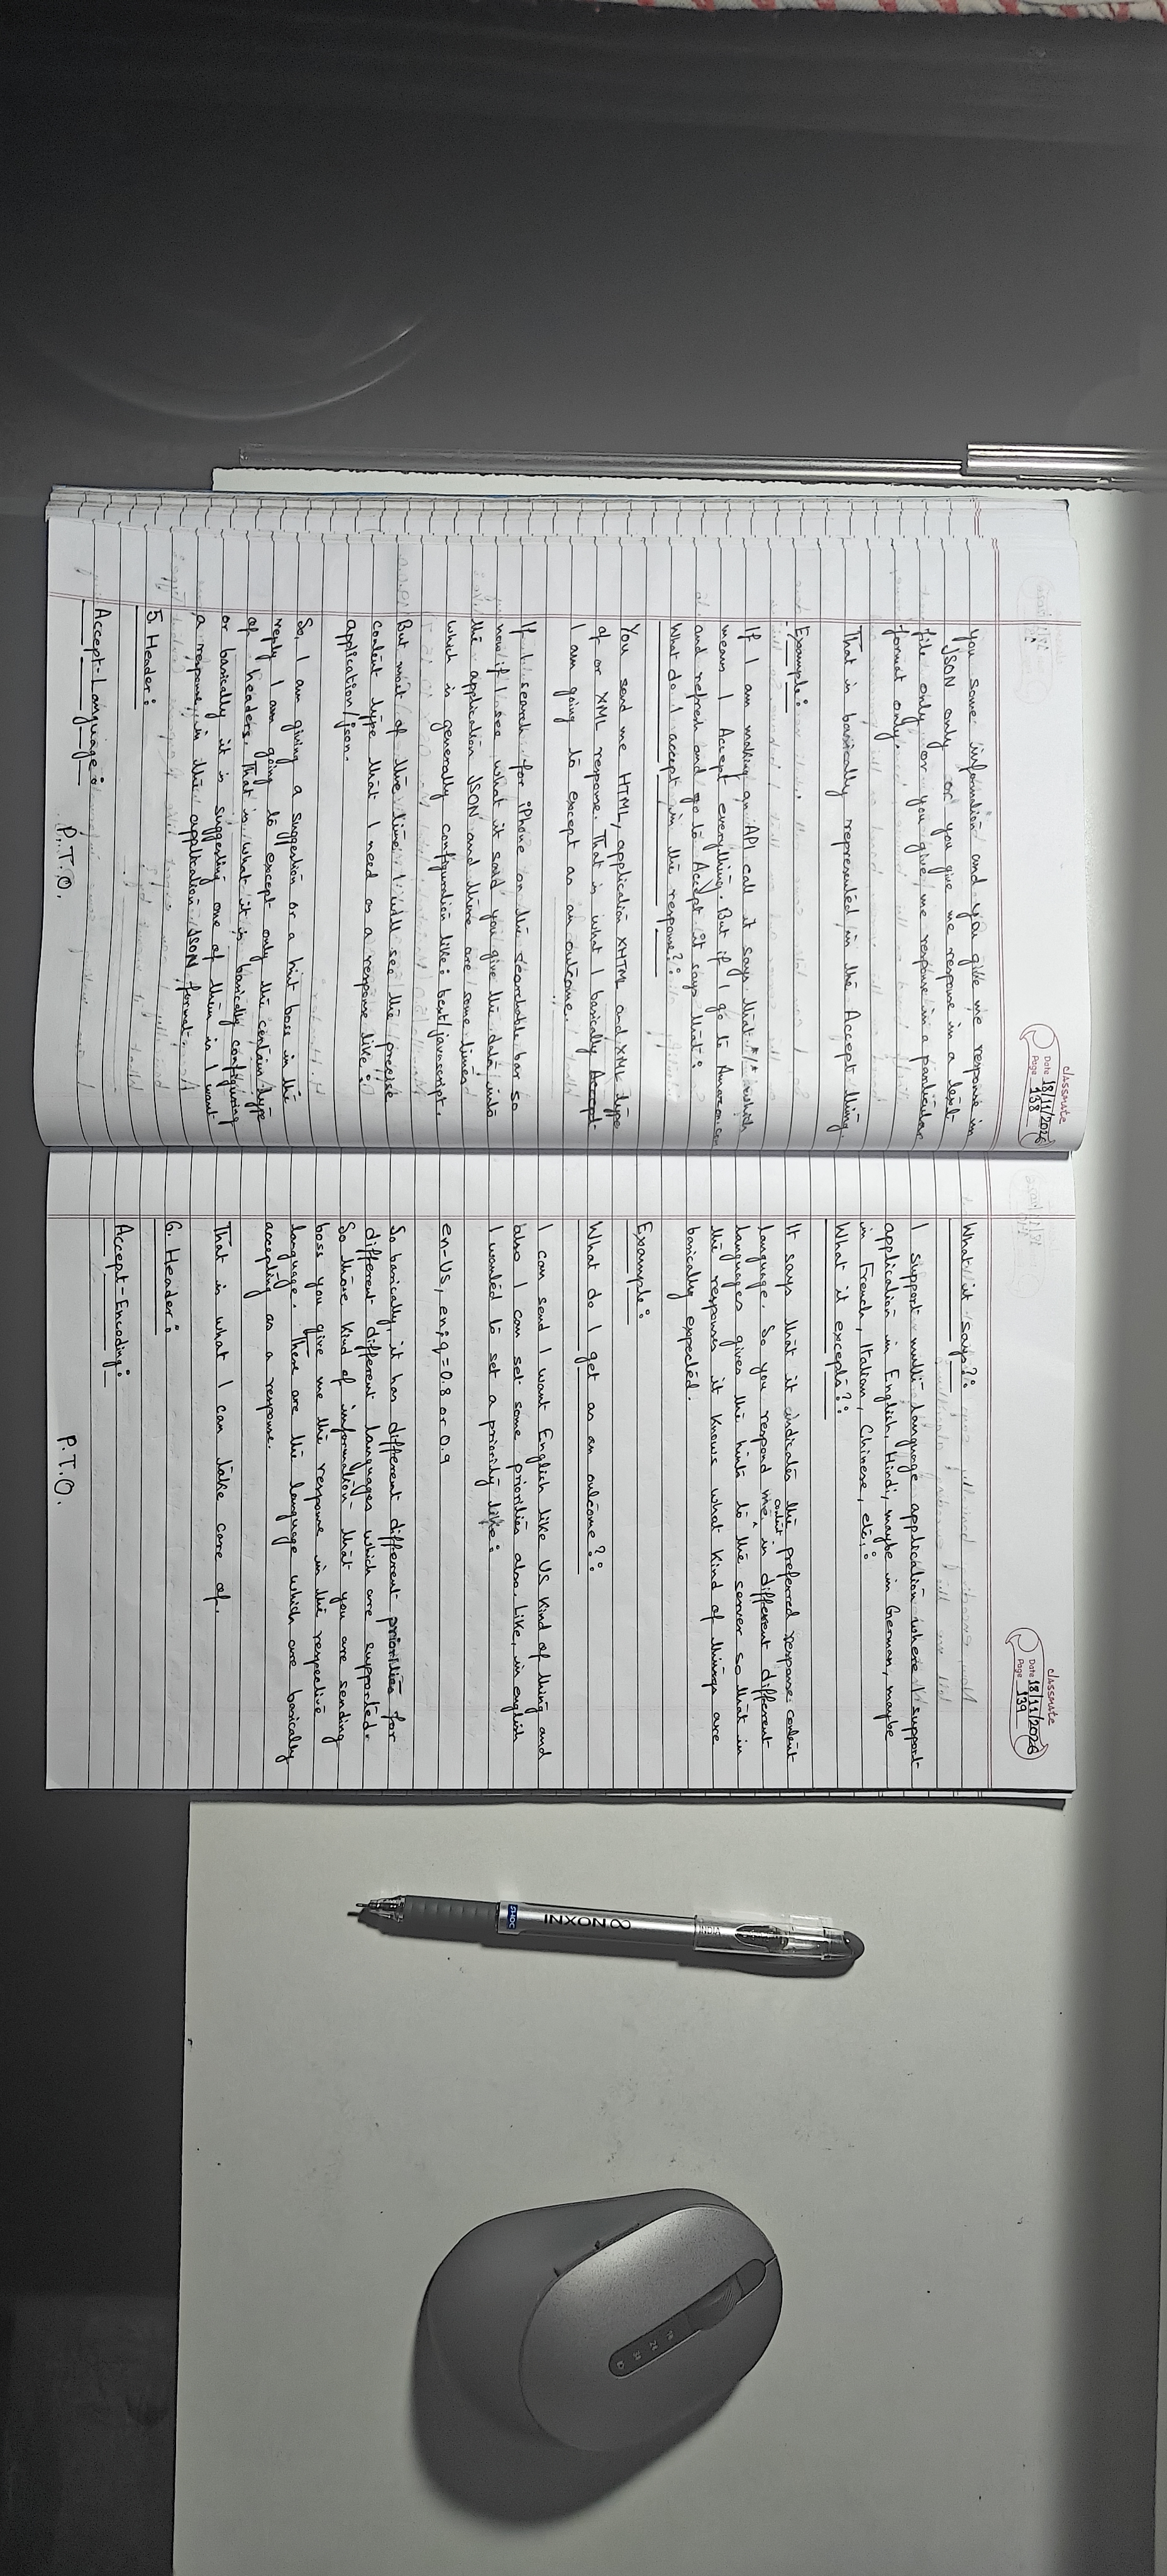 classmate
Date 18/11/2026
Page 138
you some information and you give me response in
JSON only or you give me response in a text
file only or you give me response in a particular
format only.
That is basically represented in the Accept thing.
Example:
If I am making an API call it says that */* which
means I Accept everything. But if I go to Amazon.com
and refresh and go to Accept it says that:
What do I accept in the response?:
You send me HTML, application XHTML and XML type
of or XML response. That is what I basically Accept
I am going to except as an outcome.
If I search for iPhone on the searchable bar so
now if I see what it said you give the data into
the application JSON and there are some times
which is generally configuration like: text/javascript.
But most of the time I will see the precise
content type that I need as a response like:
application/json.
So, I am giving a suggestion or a hint boss in the
reply I am going to except only the certain type
of headers. That is what it is basically configuring
or basically it is suggesting one of them is I want
a response in the application JSON format.
5. Header:
Accept-Language:
P.T.O.
classmate
Date 18/11/2026
Page 139
What it says?:
I support multi language application where I support
application in English, Hindi, maybe in German, maybe
in French, Italian, Chinese, etc.:
What it excepts?:
It says that it indicates the preferred response content
language. So you respond me content in different different
languages gives the hints to the server so that in
the responses it knows what kind of things are
basically expected.
Example:
What do I get as an outcome?:
I can send I want English like US kind of thing and
also I can set some priorities also. Like, in english
I wanted to set a priority like:
en-US, en;q=0.8 or 0.9
So basically, it has different different priorities for
different different languages which are supported.
So those kind of information that you are sending
boss you give me the response in the respective
language. These are the language which are basically
accepting as a response.
That is what I can take care of.
6. Header:
Accept-Encoding:
P.T.O.
CO NOXNI
SHOC